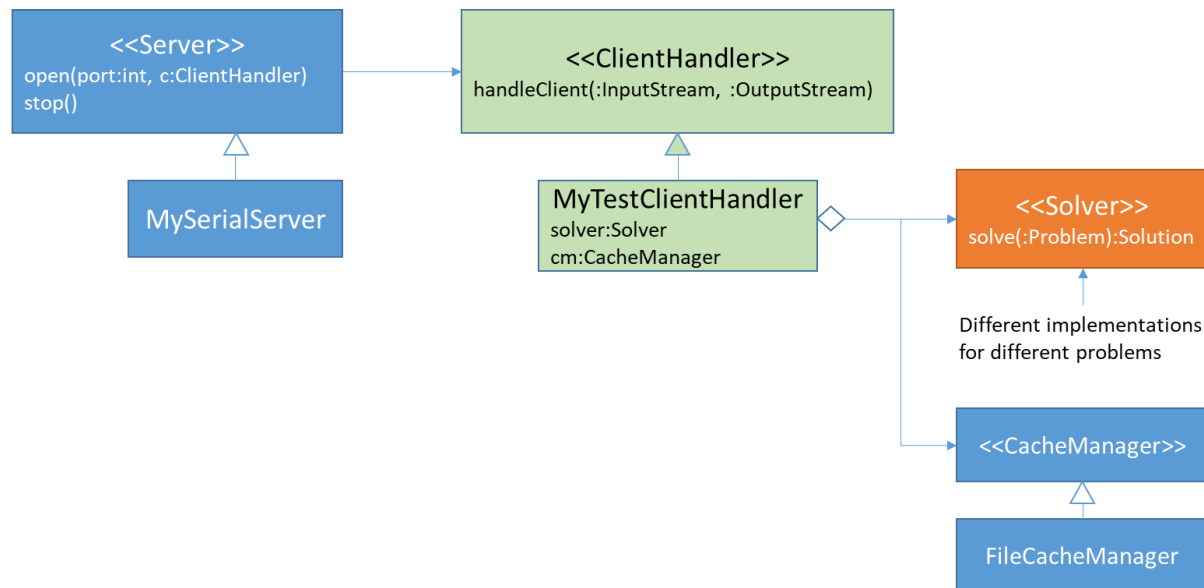 <<Server>>
open(port:int, c:ClientHandler)
stop()
<<ClientHandler>>
handleClient(:InputStream, :OutputStream)
MySerialServer
MyTestClientHandler
solver:Solver
cm:CacheManager
<<Solver>>
solve(:Problem):Solution
Different implementations
for different problems
<<CacheManager>>
FileCacheManager